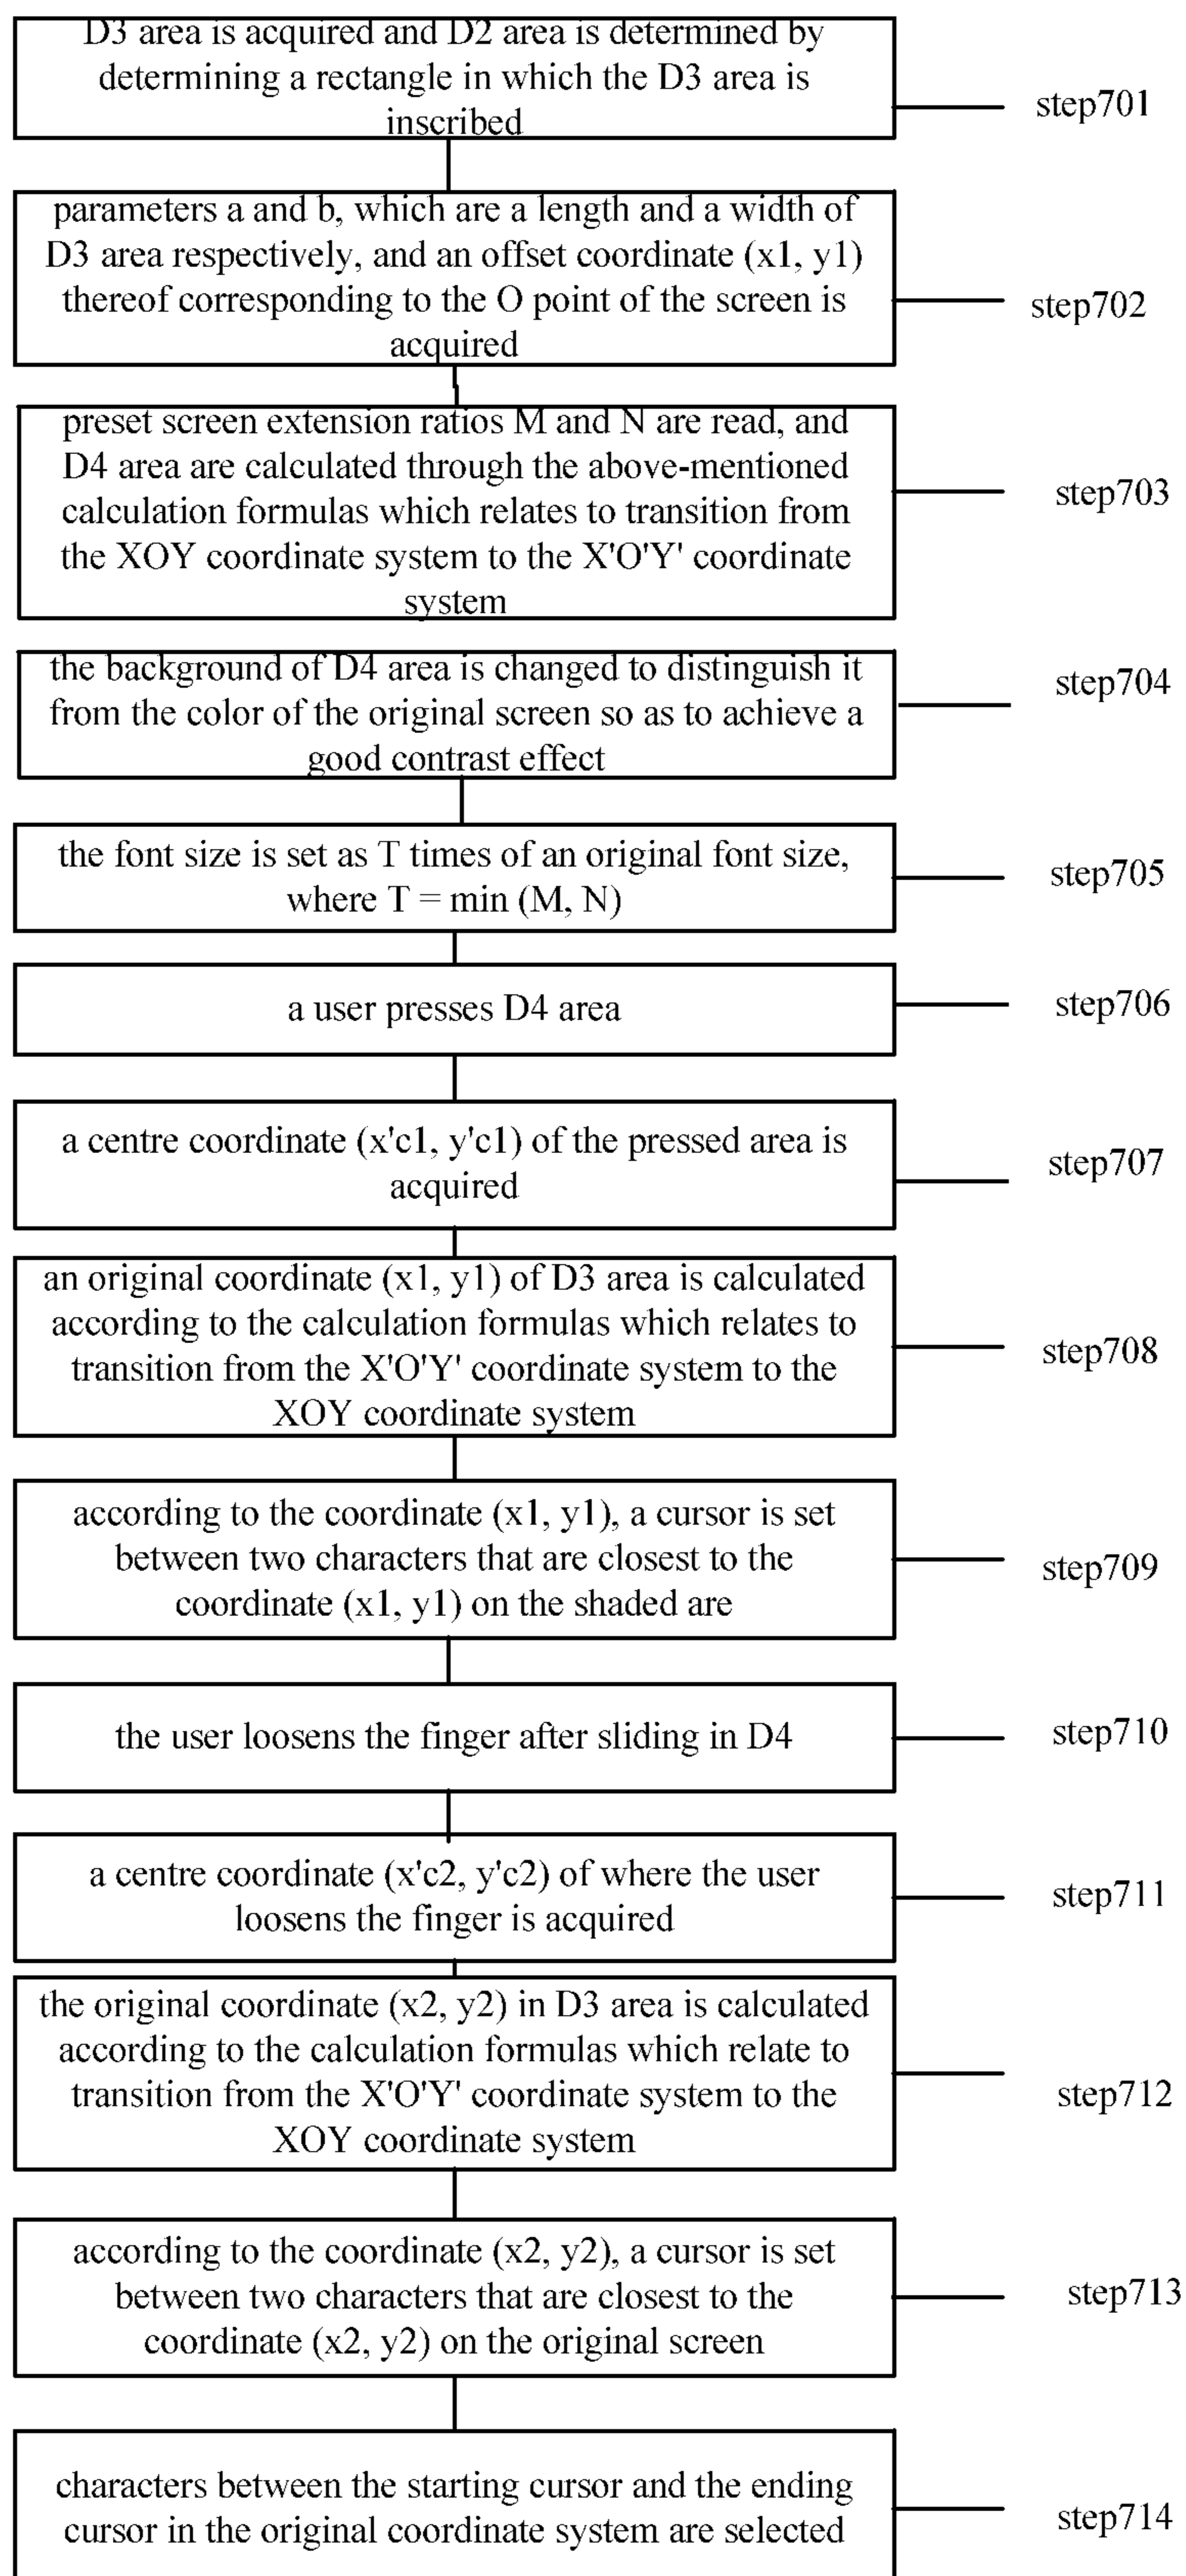 D3 area is acquired and D2 area is determined by
determining a rectangle in which the D3 area is
inscribed
step701
parameters a and b, which are a length and a width of
D3 area respectively, and an offset coordinate (x1, y1)
thereof corresponding to the O point of the screen is
acquired
step702
preset screen extension ratios M and N are read, and
D4 area are calculated through the above-mentioned
calculation formulas which relates to transition from
the XOY coordinate system to the X'O'Y' coordinate
system
step703
the background of D4 area is changed to distinguish it
from the color of the original screen so as to achieve a
good contrast effect
step704
the font size is set as T times of an original font size,
where T = min (M, N)
step705
a user presses D4 area
step706
a centre coordinate (x'c1, y'c1) of the pressed area is
acquired
step707
an original coordinate (x1, y1) of D3 area is calculated
according to the calculation formulas which relates to
transition from the X'O'Y' coordinate system to the
XOY coordinate system
step708
according to the coordinate (x1, y1), a cursor is set
between two characters that are closest to the
coordinate (x1, y1) on the shaded are
step709
the user loosens the finger after sliding in D4
step710
a centre coordinate (x'c2, y'c2) of where the user
loosens the finger is acquired
step711
the original coordinate (x2, y2) in D3 area is calculated
according to the calculation formulas which relate to
transition from the X'O'Y' coordinate system to the
XOY coordinate system
step712
according to the coordinate (x2, y2), a cursor is set
between two characters that are closest to the
coordinate (x2, y2) on the original screen
step713
characters between the starting cursor and the ending
cursor in the original coordinate system are selected
step714